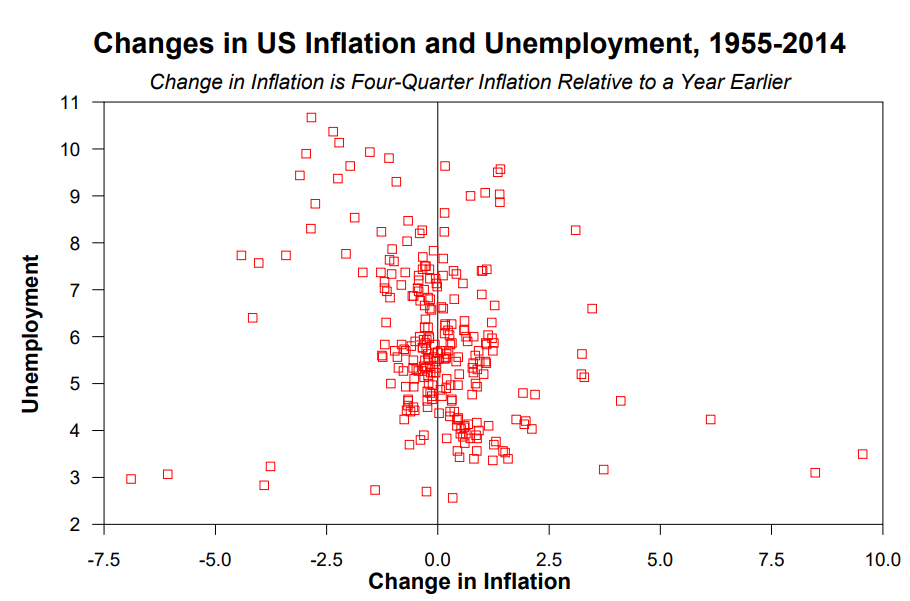 Changes in US Inflation and Unemployment, 1955-2014
Change in Inflation is Four-Quarter Inflation Relative to a Year Earlier
11
10
9
8
7
6
5
4
3
2
Unemployment
-7.5 -5.0 -2.5 0.0 2.5 5.0 7.5 10.0
Change in Inflation